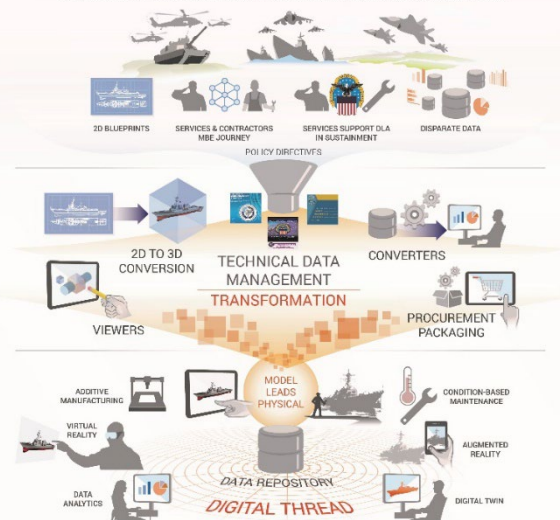 2D BLUEPRINTS
SERVICES & CONTRACTORS
MBE JOURNEY
SERVICES SUPPORT DLA
IN SUSTAINMENT
DISPARATE DATA
POLICY DIRECTIVES
2D TO 3D
CONVERSION
TECHNICAL DATA
MANAGEMENT
TRANSFORMATION
CONVERTERS
VIEWERS
PROCUREMENT
PACKAGING
MODEL
LEADS
PHYSICAL
ADDITIVE
MANUFACTURING
CONDITION-BASED
MAINTENANCE
VIRTUAL
REALITY
AUGMENTED
REALITY
DATA REPOSITORY
DATA
ANALYTICS
DIGITAL THREAD
DIGITAL TWIN